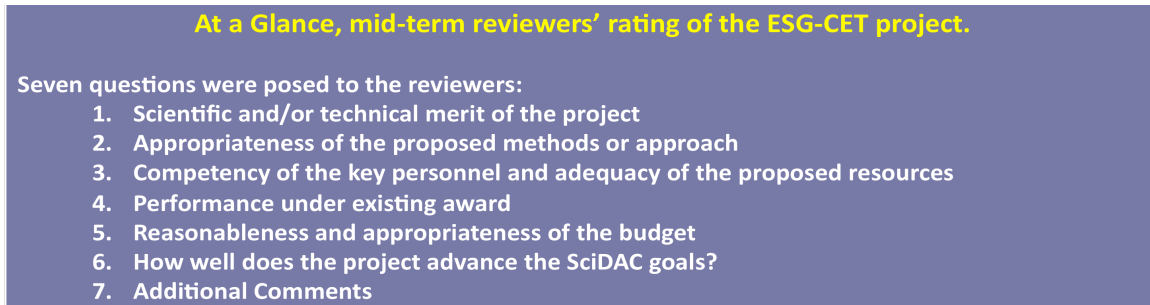 At a Glance, mid-term reviewers’ rating of the ESG-CET project.
Seven questions were posed to the reviewers:
1. Scientific and/or technical merit of the project
2. Appropriateness of the proposed methods or approach
3. Competency of the key personnel and adequacy of the proposed resources
4. Performance under existing award
5. Reasonableness and appropriateness of the budget
6. How well does the project advance the SciDAC goals?
7. Additional Comments